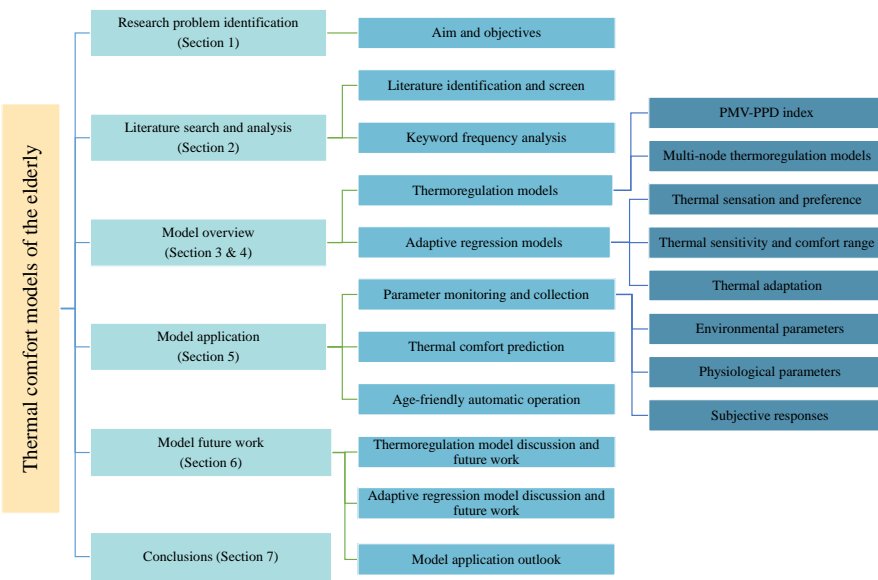 Thermal comfort models of the elderly
Research problem identification
(Section 1)
Aim and objectives
Literature search and analysis
(Section 2)
Literature identification and screen
Keyword frequency analysis
Model overview
(Section 3 & 4)
Thermoregulation models
PMV-PPD index
Multi-node thermoregulation models
Adaptive regression models
Thermal sensation and preference
Thermal sensitivity and comfort range
Thermal adaptation
Model application
(Section 5)
Parameter monitoring and collection
Environmental parameters
Physiological parameters
Subjective responses
Thermal comfort prediction
Age-friendly automatic operation
Model future work
(Section 6)
Thermoregulation model discussion and
future work
Adaptive regression model discussion and
future work
Model application outlook
Conclusions (Section 7)